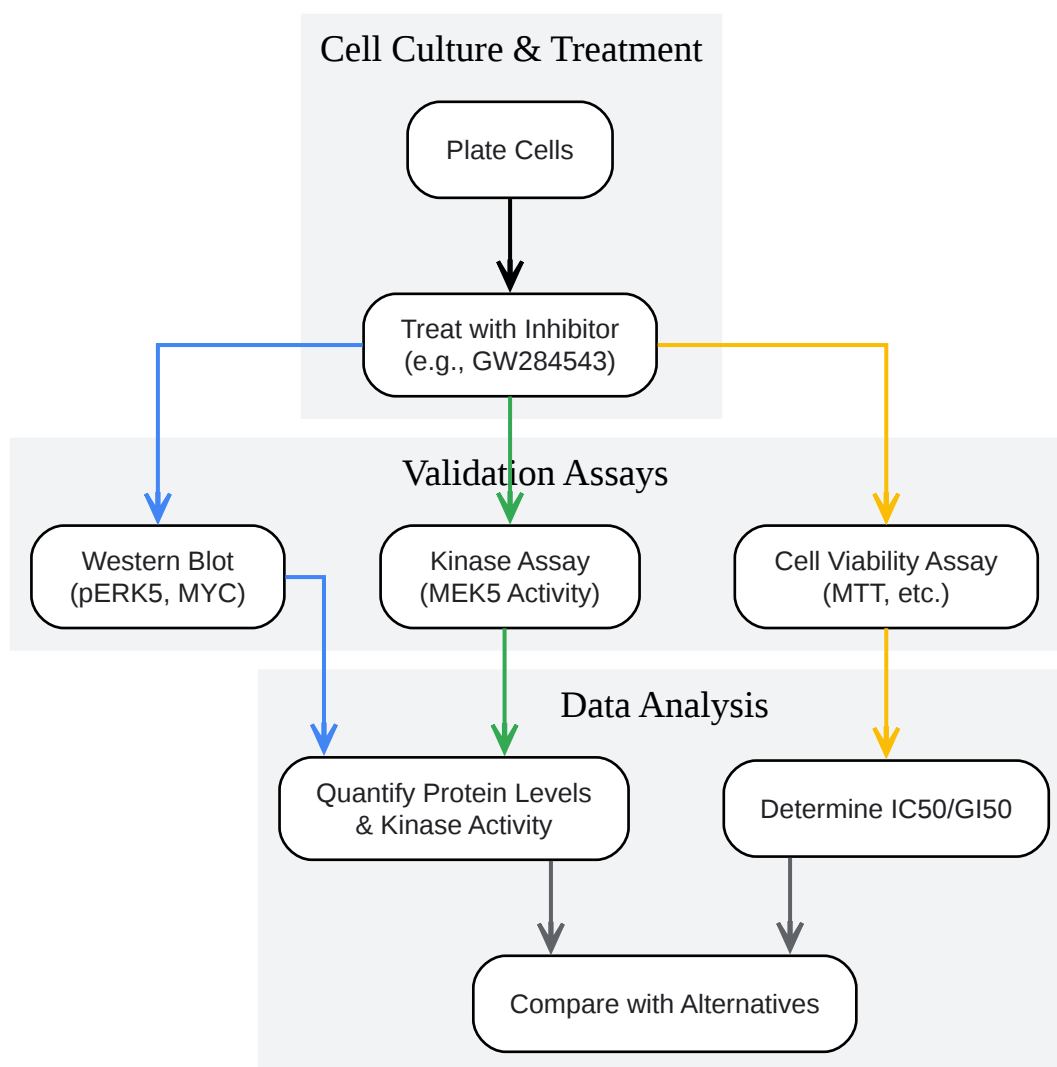 Cell Culture & Treatment
Plate Cells
Treat with Inhibitor
(e.g., GW284543)
Validation Assays
Western Blot
(pERK5, MYC)
Kinase Assay
(MEK5 Activity)
Cell Viability Assay
(MTT, etc.)
Data Analysis
Quantify Protein Levels
& Kinase Activity
Determine IC50/GI50
Compare with Alternatives